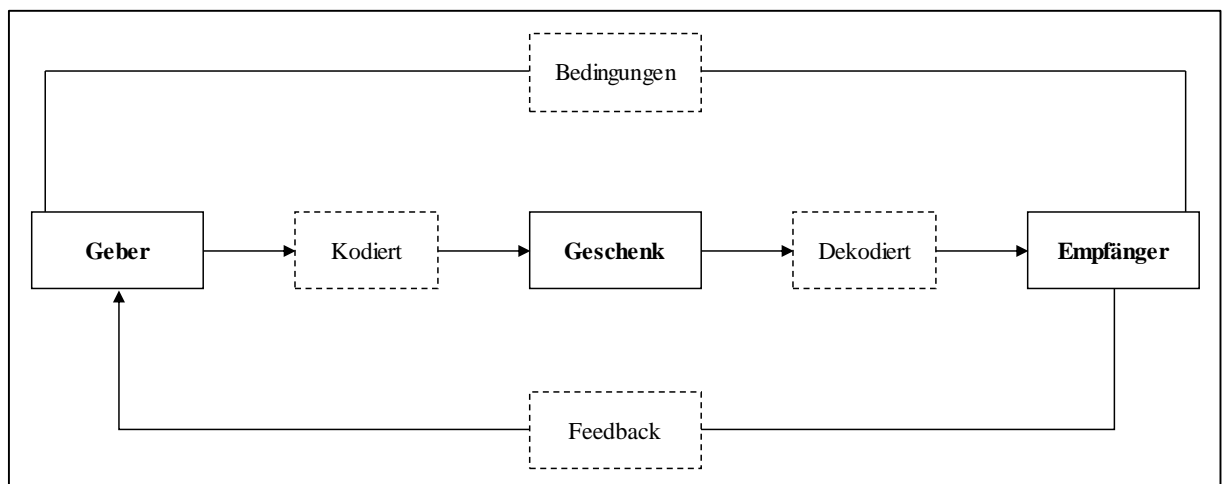 Bedingungen
Geber
Kodiert
Geschenk
Dekodiert
Empfänger
Feedback